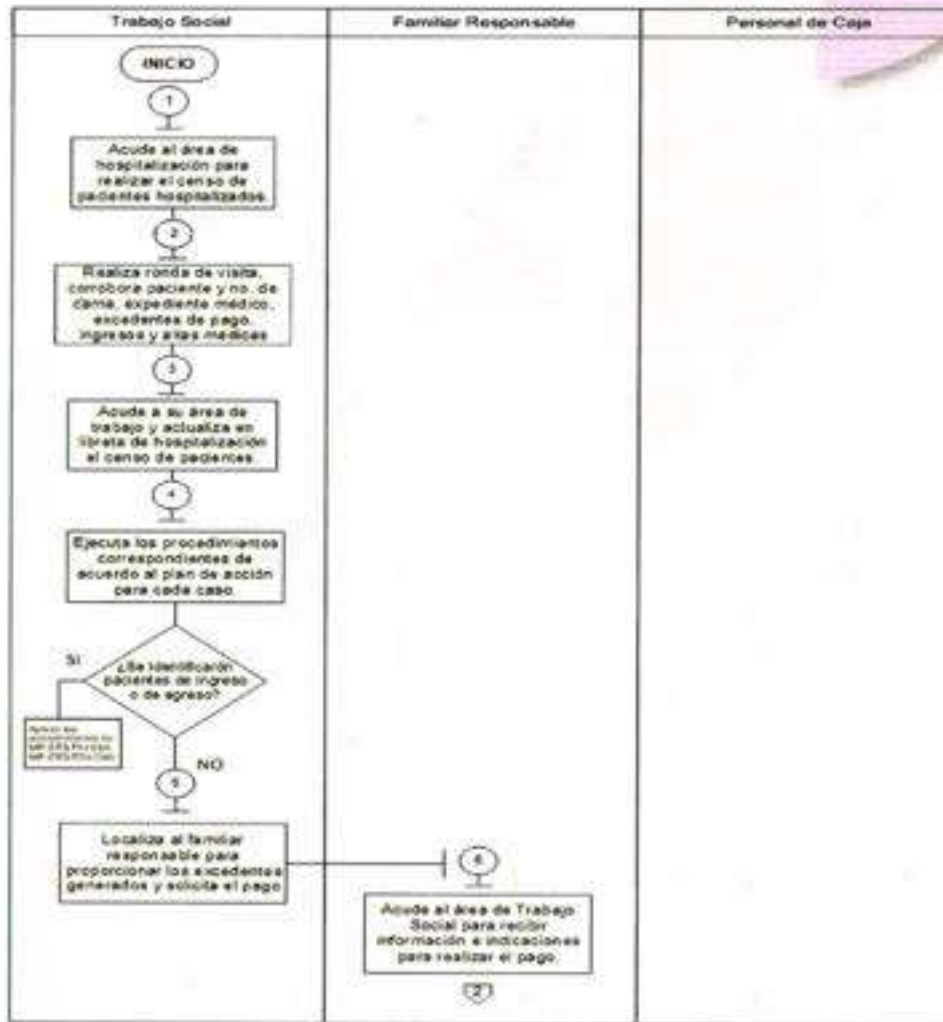 Trabajo Social
Familiar Responsable
Personal de Caja
INICIO
1
Acude al área de
hospitalización para
realizar el censo de
pacientes hospitalizados.
2
Realiza ronda de visita,
corrobora paciente y no. de
cama, expediente médico,
excedentes de pago,
ingresos y altas médicas
3
Acude a su área de
trabajo y actualiza en
libreta de hospitalización
el censo de pacientes.
4
Ejecuta los procedimientos
correspondientes de
acuerdo al plan de acción
para cada caso.
¿Se identificarón
pacientes de ingreso
o de egreso?
SI
NO
5
Localiza al familiar
responsable para
proporcionar los excedentes
generados y solicita el pago
6
Acude al área de Trabajo
Social para recibir
información e indicaciones
para realizar el pago.
2